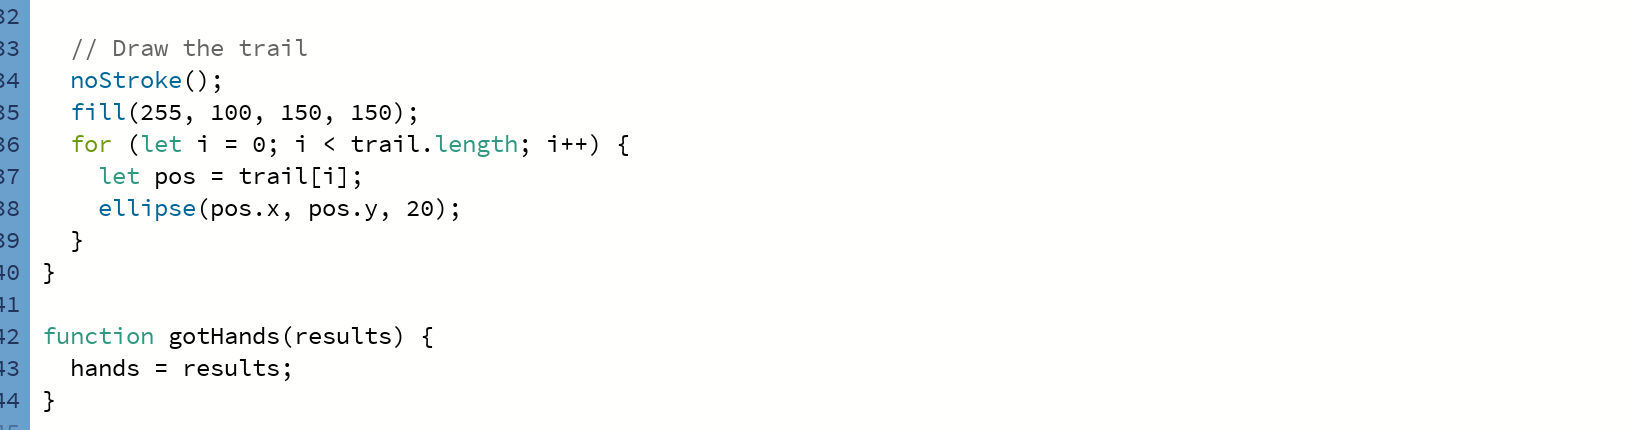 32
33   // Draw the trail
34   noStroke();
35   fill(255, 100, 150, 150);
36   for (let i = 0; i < trail.length; i++) {
37     let pos = trail[i];
38     ellipse(pos.x, pos.y, 20);
39   }
40 }
41
42 function gotHands(results) {
43   hands = results;
44 }